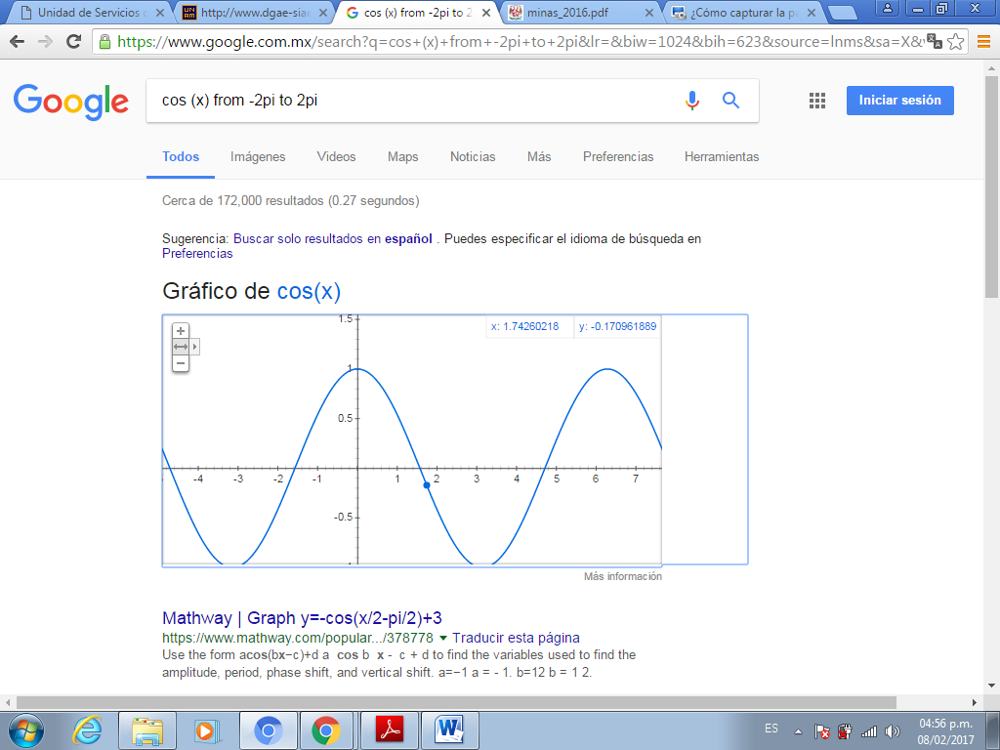 Unidad de Servicios
http://www.dgae-siae
cos (x) from -2pi to 2
minas_2016.pdf
¿Cómo capturar la pa
https://www.google.com.mx/search?q=cos+(x)+from+-2pi+to+2pi&lr=&biw=1024&bih=623&source=lnms&sa=X&
Google
cos (x) from -2pi to 2pi
Iniciar sesión
Todos Imágenes Videos Maps Noticias Más Preferencias Herramientas
Cerca de 172,000 resultados (0.27 segundos)
Sugerencia: Buscar solo resultados en español . Puedes especificar el idioma de búsqueda en
Preferencias
Gráfico de cos(x)
x: 1.74260218 y: -0.170961889
1.5
1
0.5
-4 -3 -2 -1 1 2 3 4 5 6 7
-0.5
Más información
Mathway | Graph y=-cos(x/2-pi/2)+3
https://www.mathway.com/popular.../378778 Traducir esta página
Use the form acos(bx−c)+d a cos b x - c + d to find the variables used to find the
amplitude, period, phase shift, and vertical shift. a=−1 a = - 1. b=12 b = 1 2.
ES
04:56 p.m.
08/02/2017